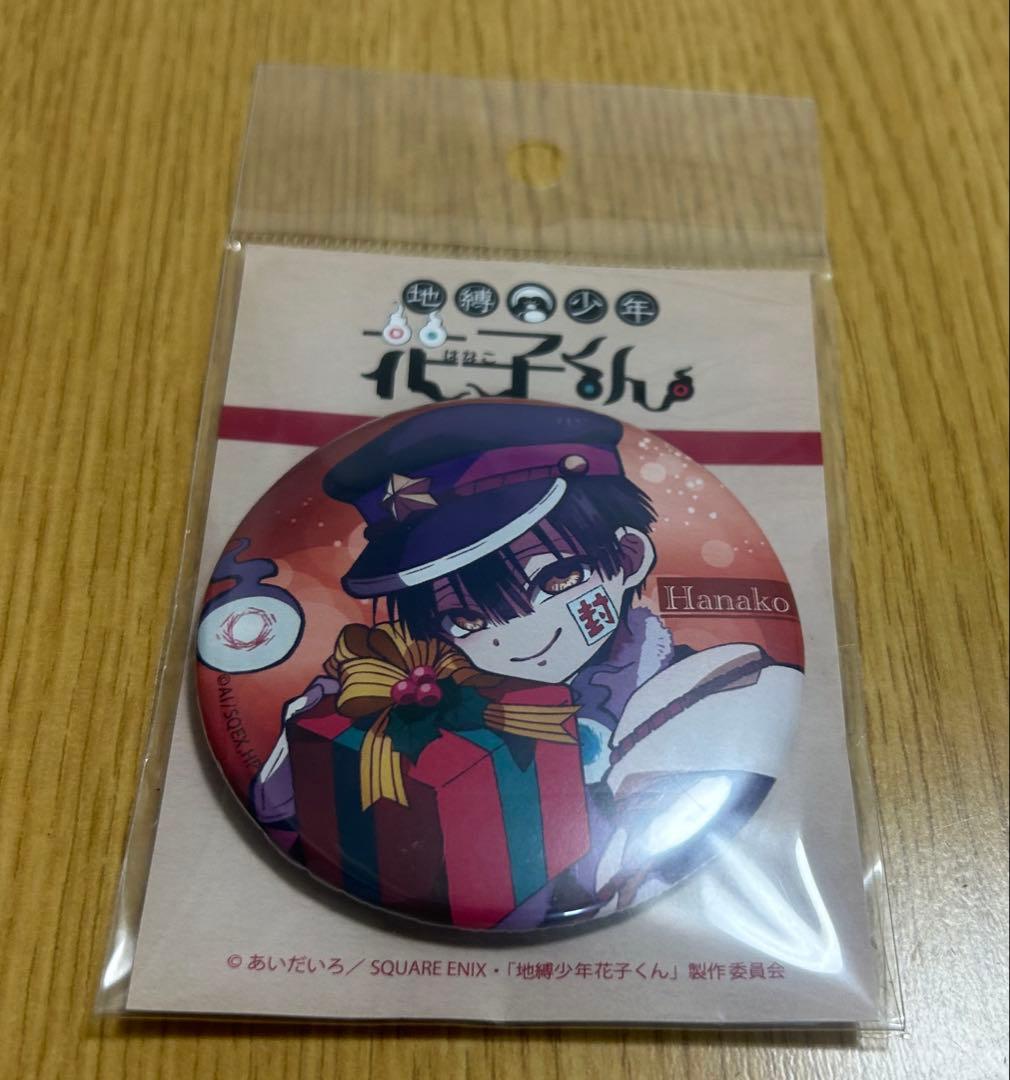 地縛少年
はなこ
花子くん
Hanako
封
©AI/SQEX,HP
© あいだいろ／ SQUARE ENIX・「地縛少年花子くん」製作委員会